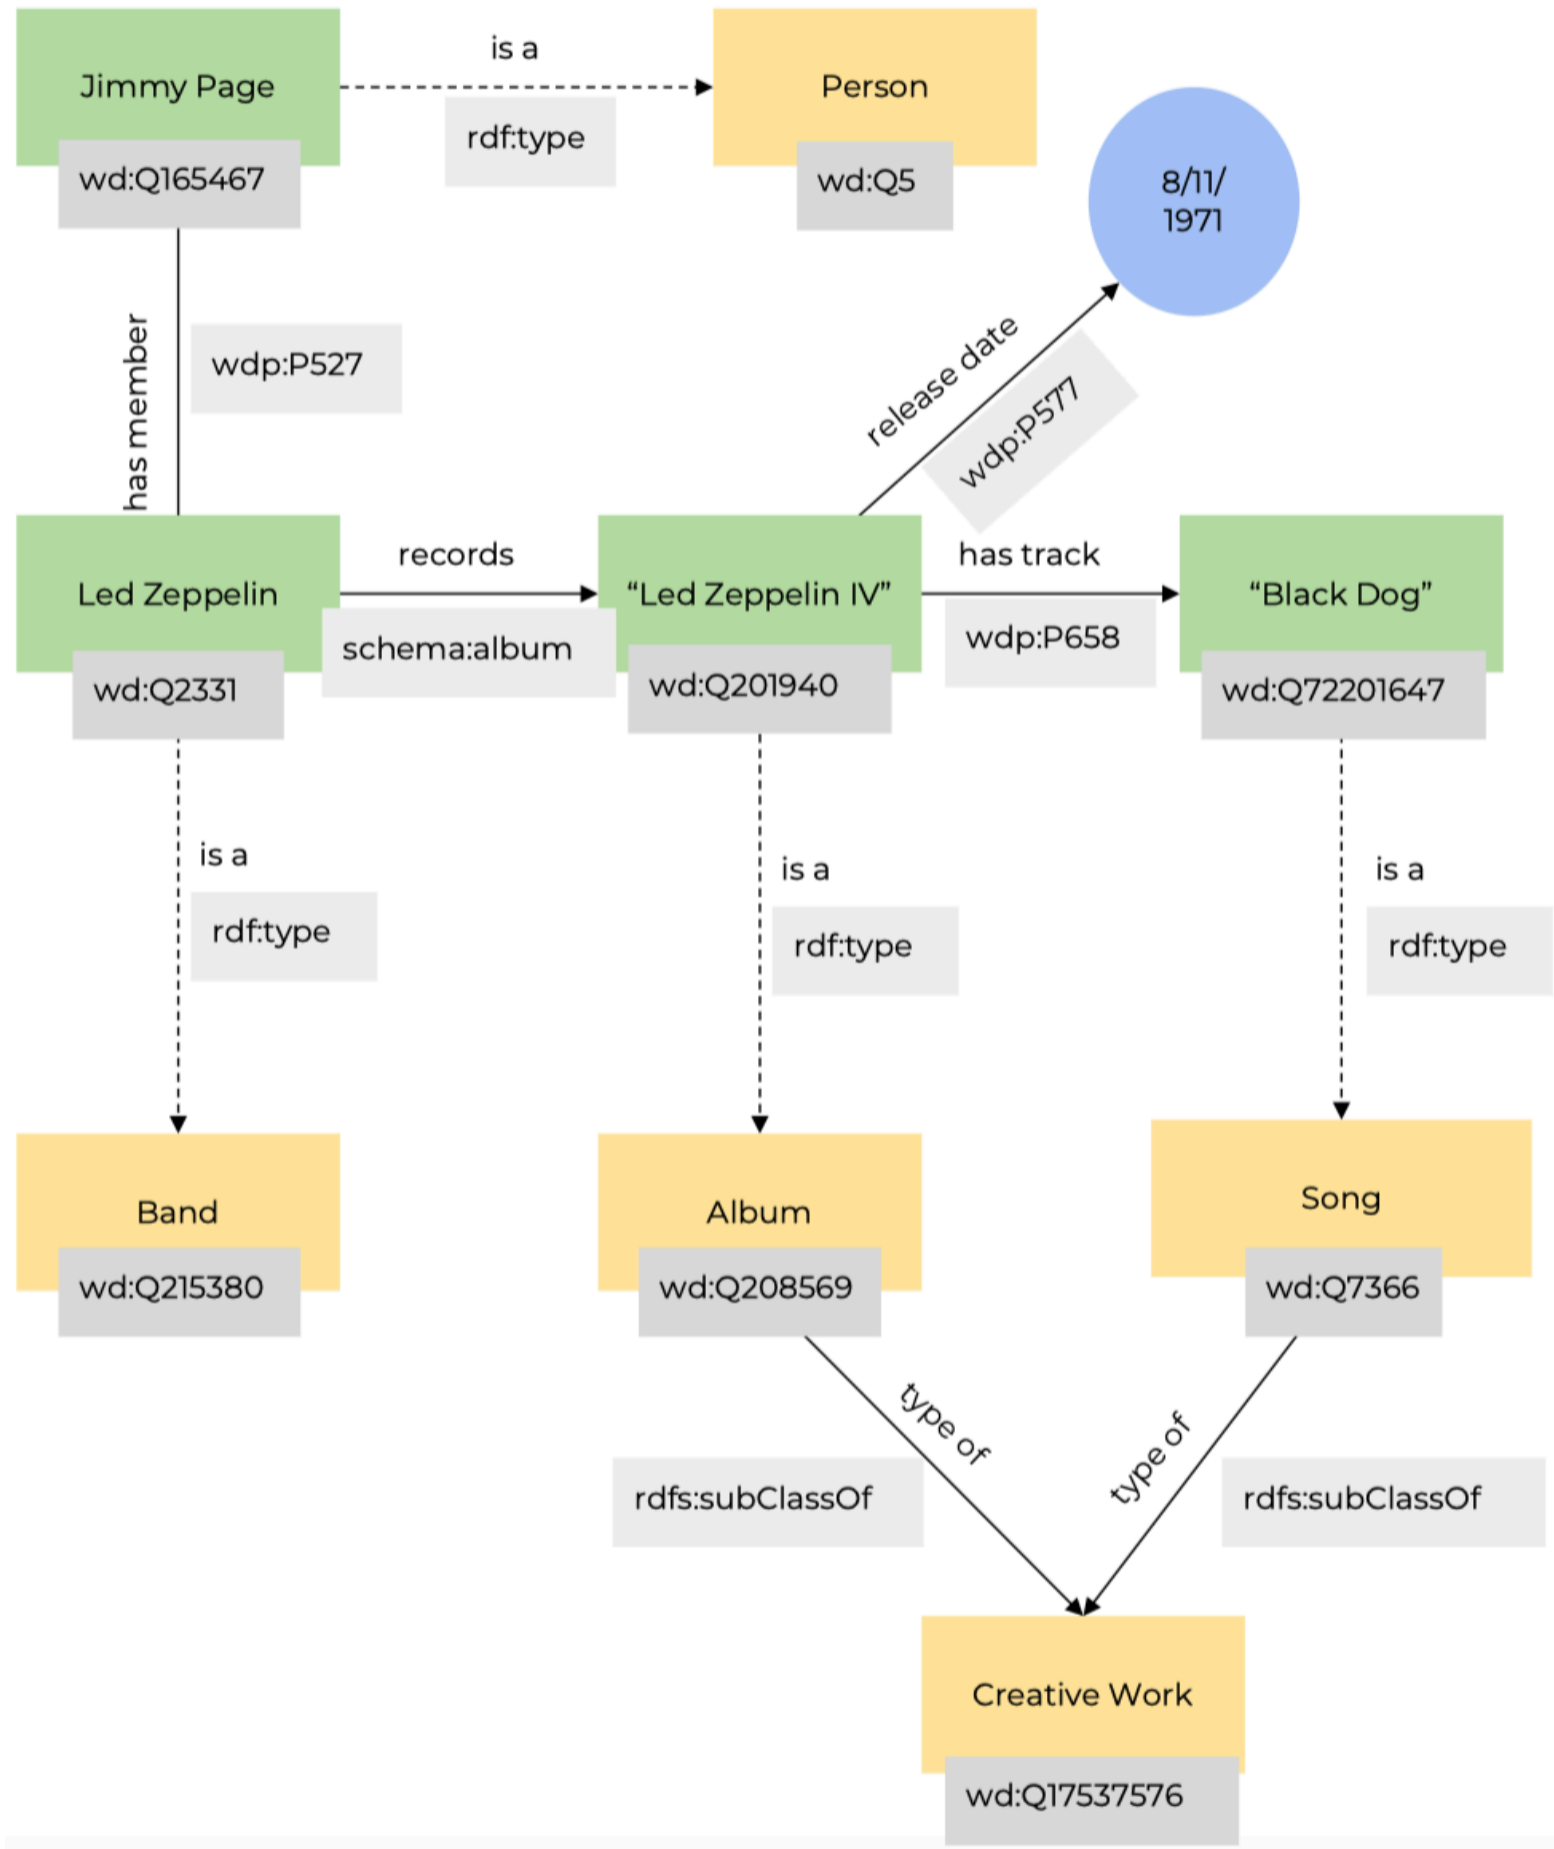 is a
Jimmy Page
Person
rdf:type
wd:Q165467
wd:Q5
8/11/
1971
has member
wdp:P527
release date
wdp:P577
records
has track
Led Zeppelin
“Led Zeppelin IV”
“Black Dog”
schema:album
wdp:P658
wd:Q2331
wd:Q201940
wd:Q72201647
is a
is a
is a
rdf:type
rdf:type
rdf:type
Band
Album
Song
wd:Q215380
wd:Q208569
wd:Q7366
type of
type of
rdfs:subClassOf
rdfs:subClassOf
Creative Work
wd:Q17537576